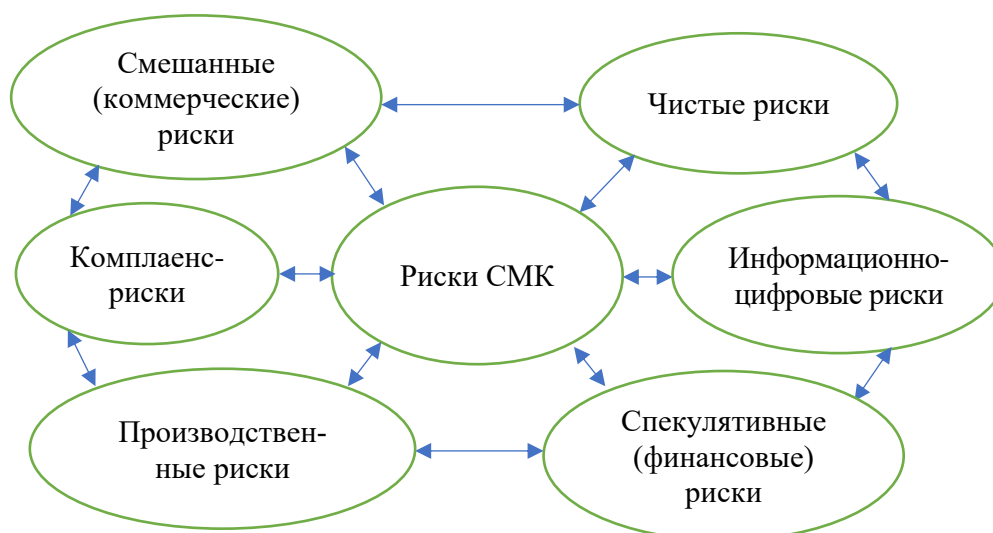 Смешанные
(коммерческие)
риски
Чистые риски
Комплаенс-
риски
Риски СМК
Информационно-
цифровые риски
Производствен-
ные риски
Спекулятивные
(финансовые)
риски